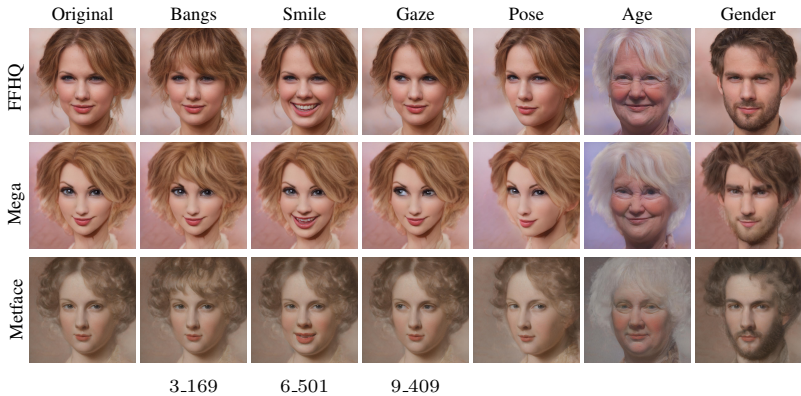 Original Bangs Smile Gaze Pose Age Gender
FFHQ
Mega
Metface
3_169 6_501 9_409